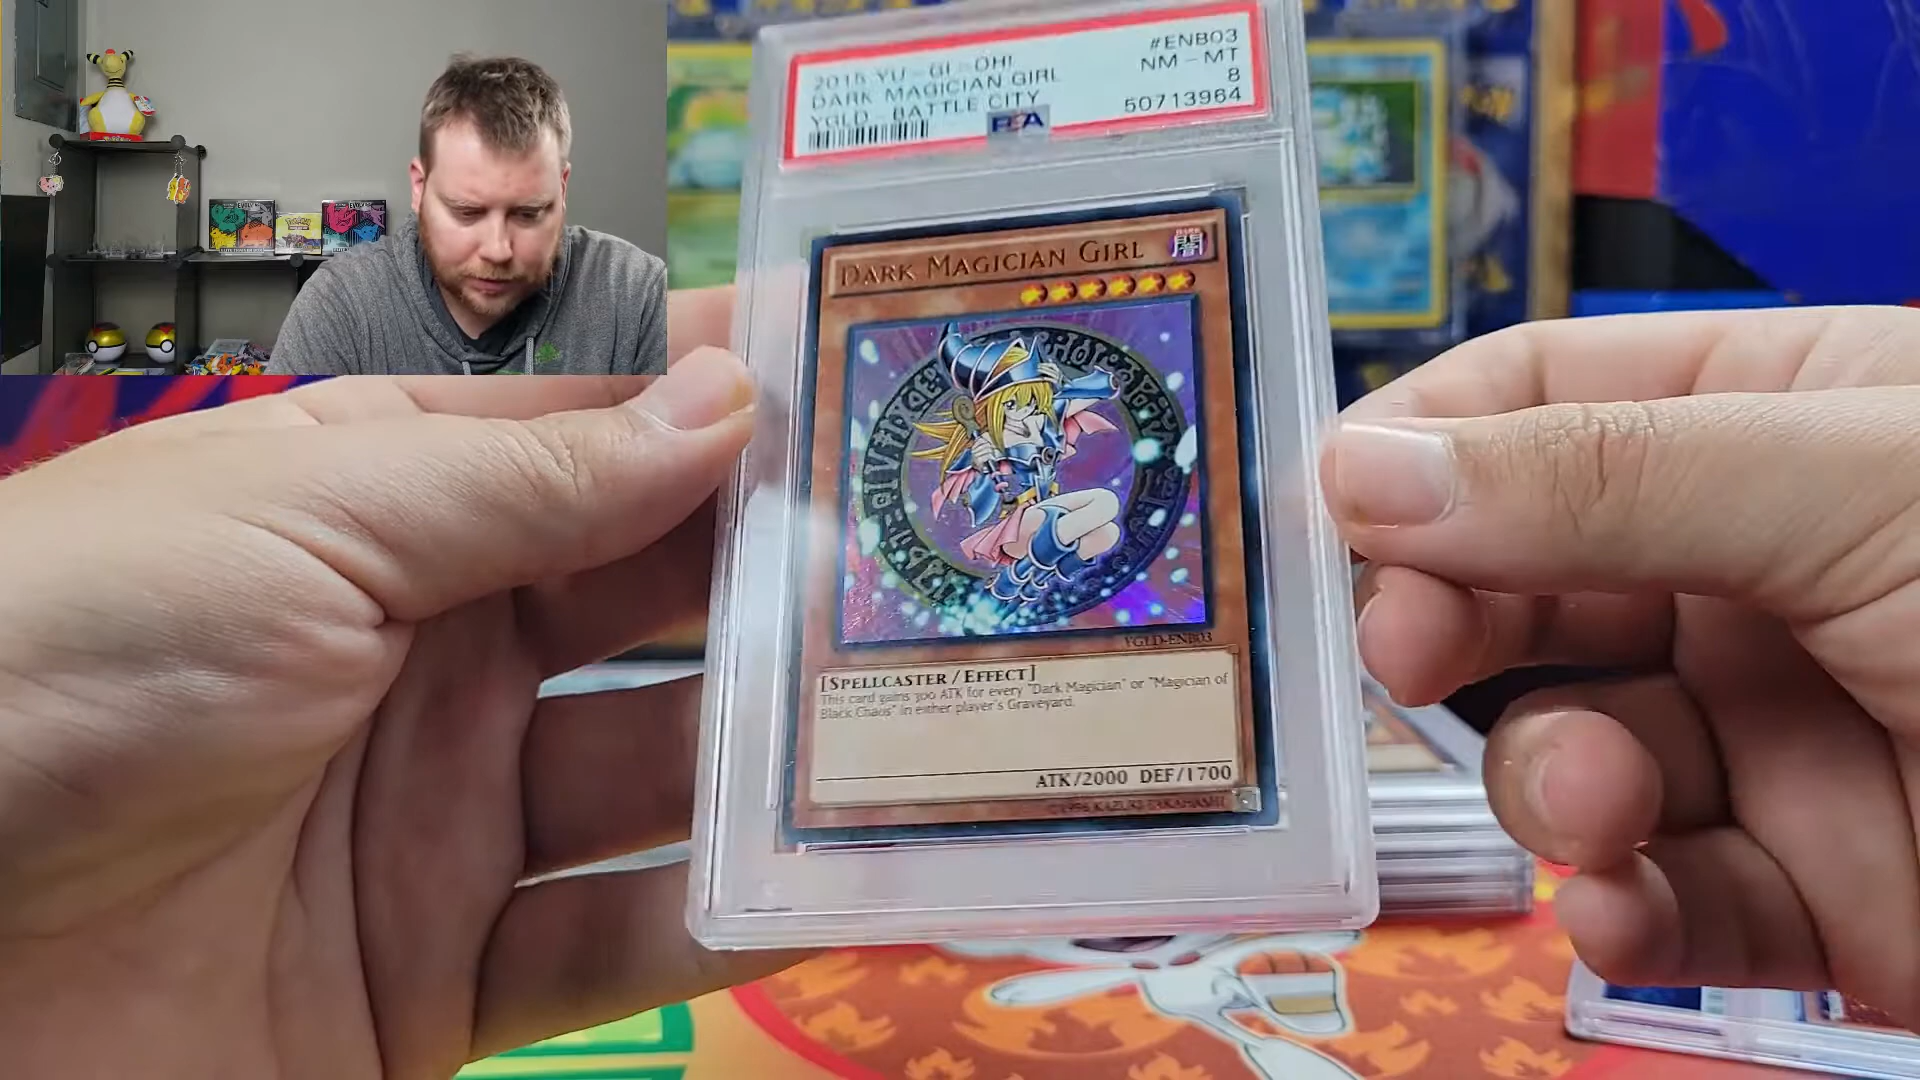 2015 YU-GI-OH! #ENB03
DARK MAGICIAN GIRL NM-MT
8
YGLD-BATTLE CITY 50713964
PSA
DARK MAGICIAN GIRL
YGLD-ENB03
[SPELLCASTER/EFFECT]
This card gains 300 ATK for every "Dark Magician" or "Magician of
Black Chaos" in either player's Graveyard.
ATK/2000 DEF/1700
©1996 KAZUKI TAKAHASHI